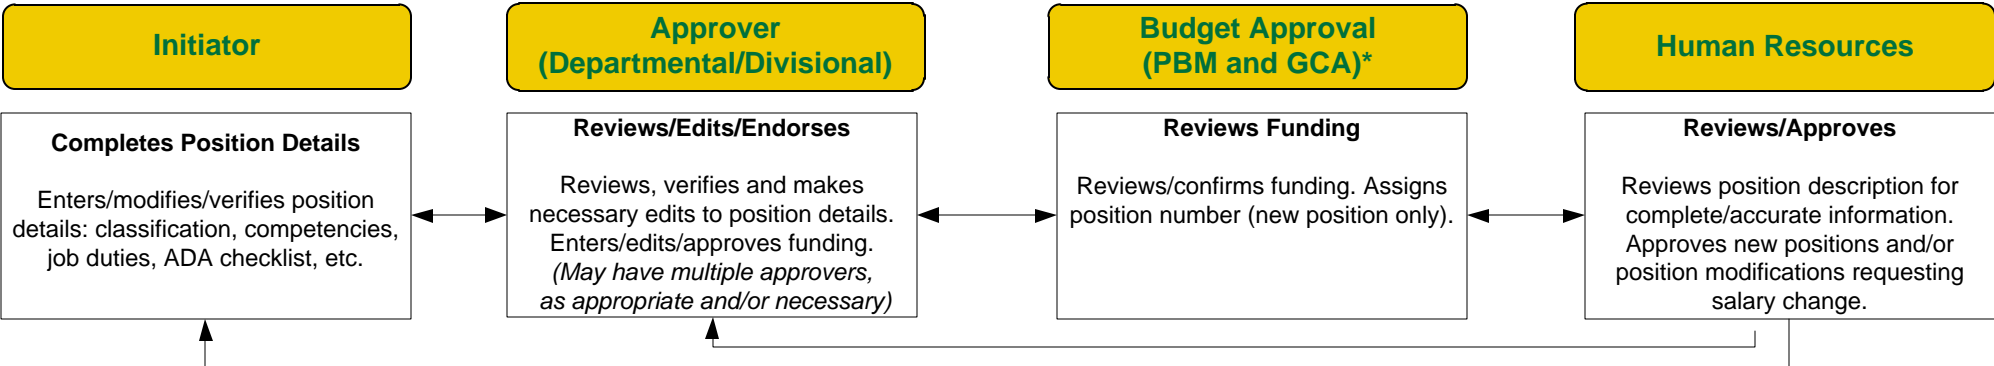 Initiator
Approver
(Departmental/Divisional)
Budget Approval
(PBM and GCA)*
Human Resources
Completes Position Details
Enters/modifies/verifies position
details: classification, competencies,
job duties, ADA checklist, etc.
Reviews/Edits/Endorses
Reviews, verifies and makes
necessary edits to position details.
Enters/edits/approves funding.
(May have multiple approvers,
as appropriate and/or necessary)
Reviews Funding
Reviews/confirms funding. Assigns
position number (new position only).
Reviews/Approves
Reviews position description for
complete/accurate information.
Approves new positions and/or
position modifications requesting
salary change.